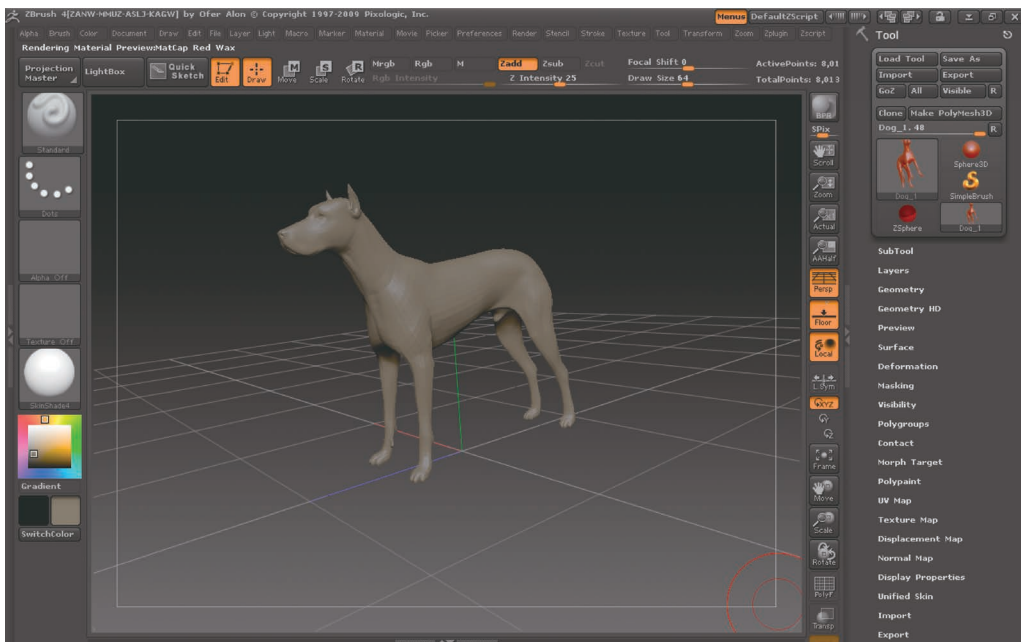 ZBrush 4[ZANW-MMUZ-ASLJ-KAGW] by Ofer Alon © Copyright 1997-2009 Pixologic, Inc. Menus DefaultZScript
Alpha Brush Color Document Draw Edit File Layer Light Macro Marker Material Movie Picker Preferences Render Stencil Stroke Texture Tool Transform Zoom Zplugin Zscript
Rendering Material Preview:MatCap Red Wax
Projection Master
LightBox
Quick Sketch
Edit
Draw
Move
Scale
Rotate
Mrgb Rgb M
Rgb Intensity
Zadd Zsub Zcut
Z Intensity 25
Focal Shift 0
Draw Size 64
ActivePoints: 8,01
TotalPoints: 8,013
Standard
Dots
Alpha Off
Texture Off
SkinShade4
Gradient
SwitchColor
BPR
SPix
Scroll
Zoom
Actual
AAHalf
Persp
Floor
Local
L.Sym
XYZ
Frame
Move
Scale
Rotate
PolyF
Transp
Tool
Load Tool Save As
Import Export
GoZ All Visible R
Clone Make PolyMesh3D
Dog_1. 48 R
Dog_1
Sphere3D
SimpleBrush
ZSphere
Dog_1
SubTool
Layers
Geometry
Geometry HD
Preview
Surface
Deformation
Masking
Visibility
Polygroups
Contact
Morph Target
Polypaint
UV Map
Texture Map
Displacement Map
Normal Map
Display Properties
Unified Skin
Import
Export